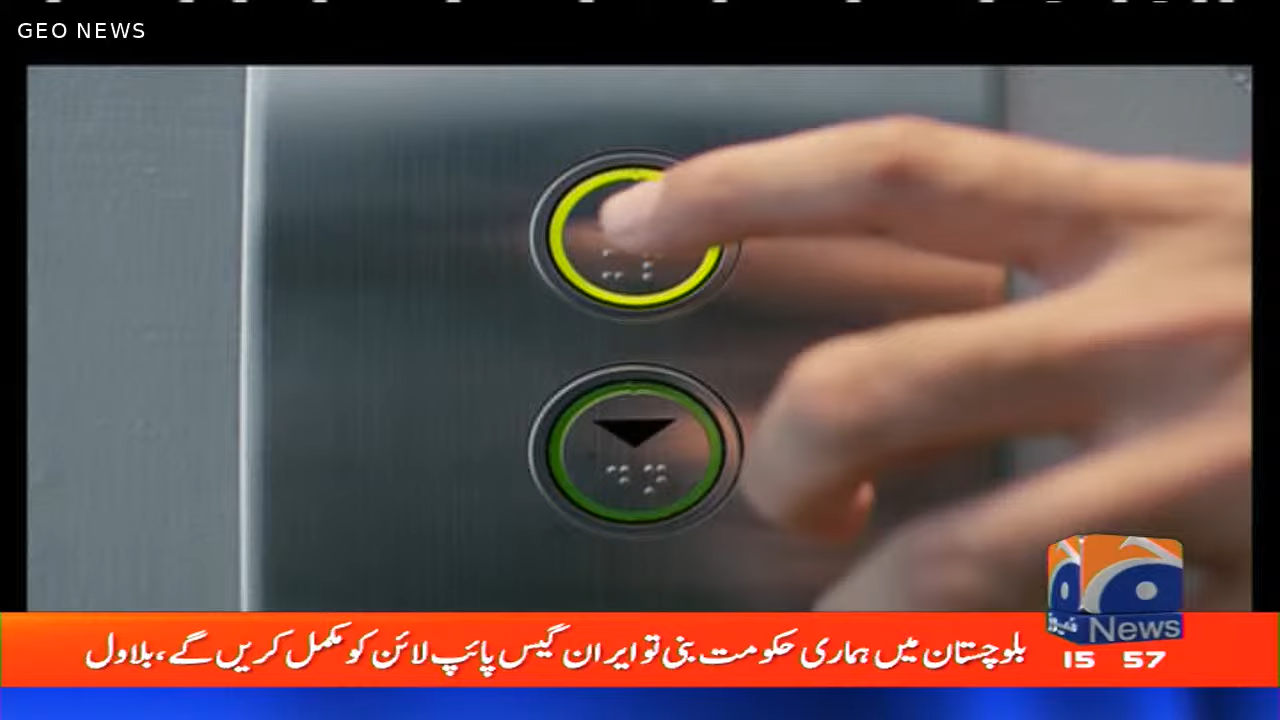 GEO NEWS
نیوز News
بلوچستان میں ہماری حکومت بنی تو ایران گیس پائپ لائن کو مکمل کریں گے، بلاول
15 57